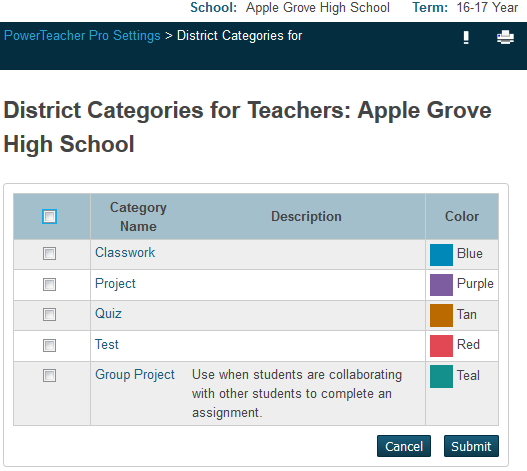 School: Apple Grove High School Term: 16-17 Year
PowerTeacher Pro Settings > District Categories for
District Categories for Teachers: Apple Grove
High School
Category
Name
Description
Color
Classwork Blue
Project Purple
Quiz Tan
Test Red
Group Project Use when students are collaborating Teal
with other students to complete an
assignment.
Cancel Submit